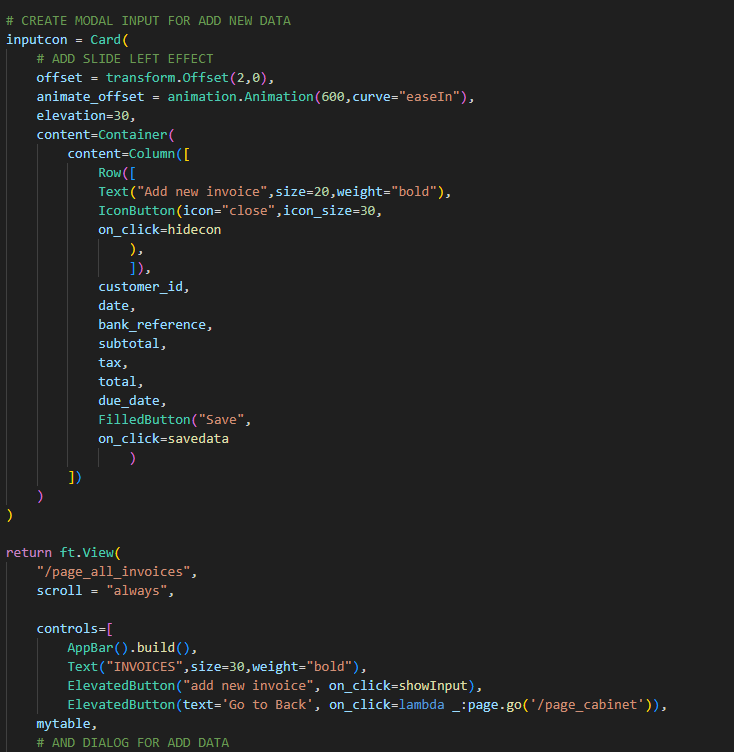 # CREATE MODAL INPUT FOR ADD NEW DATA
inputcon = Card(
    # ADD SLIDE LEFT EFFECT
    offset = transform.Offset(2,0),
    animate_offset = animation.Animation(600,curve="easeIn"),
    elevation=30,
    content=Container(
        content=Column([
            Row([
            Text("Add new invoice",size=20,weight="bold"),
            IconButton(icon="close",icon_size=30,
            on_click=hidecon
                ),
                ]),
            customer_id,
            date,
            bank_reference,
            subtotal,
            tax,
            total,
            due_date,
            FilledButton("Save",
            on_click=savedata
                )
        ])
    )
)

return ft.View(
    "/page_all_invoices",
    scroll = "always",

    controls=[
        AppBar().build(),
        Text("INVOICES",size=30,weight="bold"),
        ElevatedButton("add new invoice", on_click=showInput),
        ElevatedButton(text='Go to Back', on_click=lambda _:page.go('/page_cabinet')),
    mytable,
    # AND DIALOG FOR ADD DATA